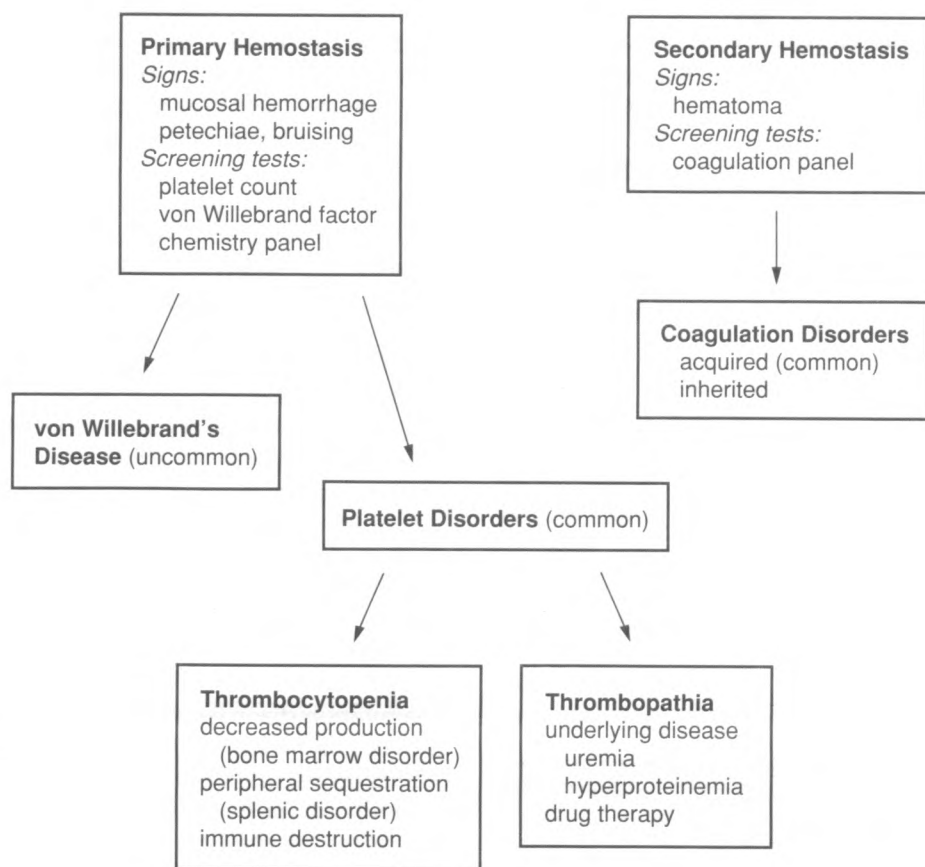 Primary Hemostasis
Signs:
mucosal hemorrhage
petechiae, bruising
Screening tests:
platelet count
von Willebrand factor
chemistry panel
Secondary Hemostasis
Signs:
hematoma
Screening tests:
coagulation panel
Coagulation Disorders
acquired (common)
inherited
von Willebrand's
Disease (uncommon)
Platelet Disorders (common)
Thrombocytopenia
decreased production
(bone marrow disorder)
peripheral sequestration
(splenic disorder)
immune destruction
Thrombopathia
underlying disease
uremia
hyperproteinemia
drug therapy